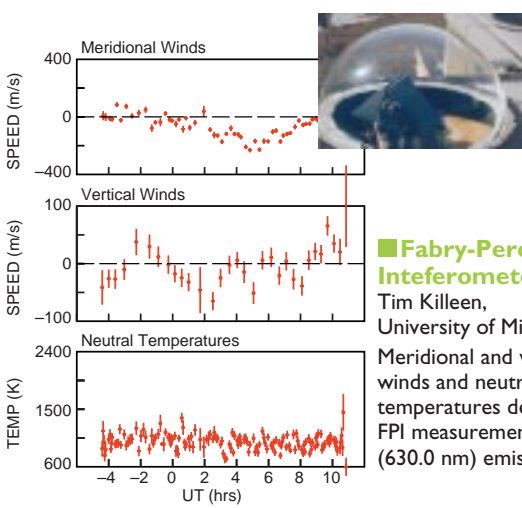 Meridional Winds
400
0
–400
SPEED (m/s)
Vertical Winds
100
0
–100
SPEED (m/s)
Neutral Temperatures
2400
1500
600
TEMP (K)
–4 –2 0 2 4 6 8 10
UT (hrs)
Fabry-Pero
Inteferomete
Tim Killeen,
University of Mi
Meridional and v
winds and neutr
temperatures de
FPI measuremen
(630.0 nm) emis